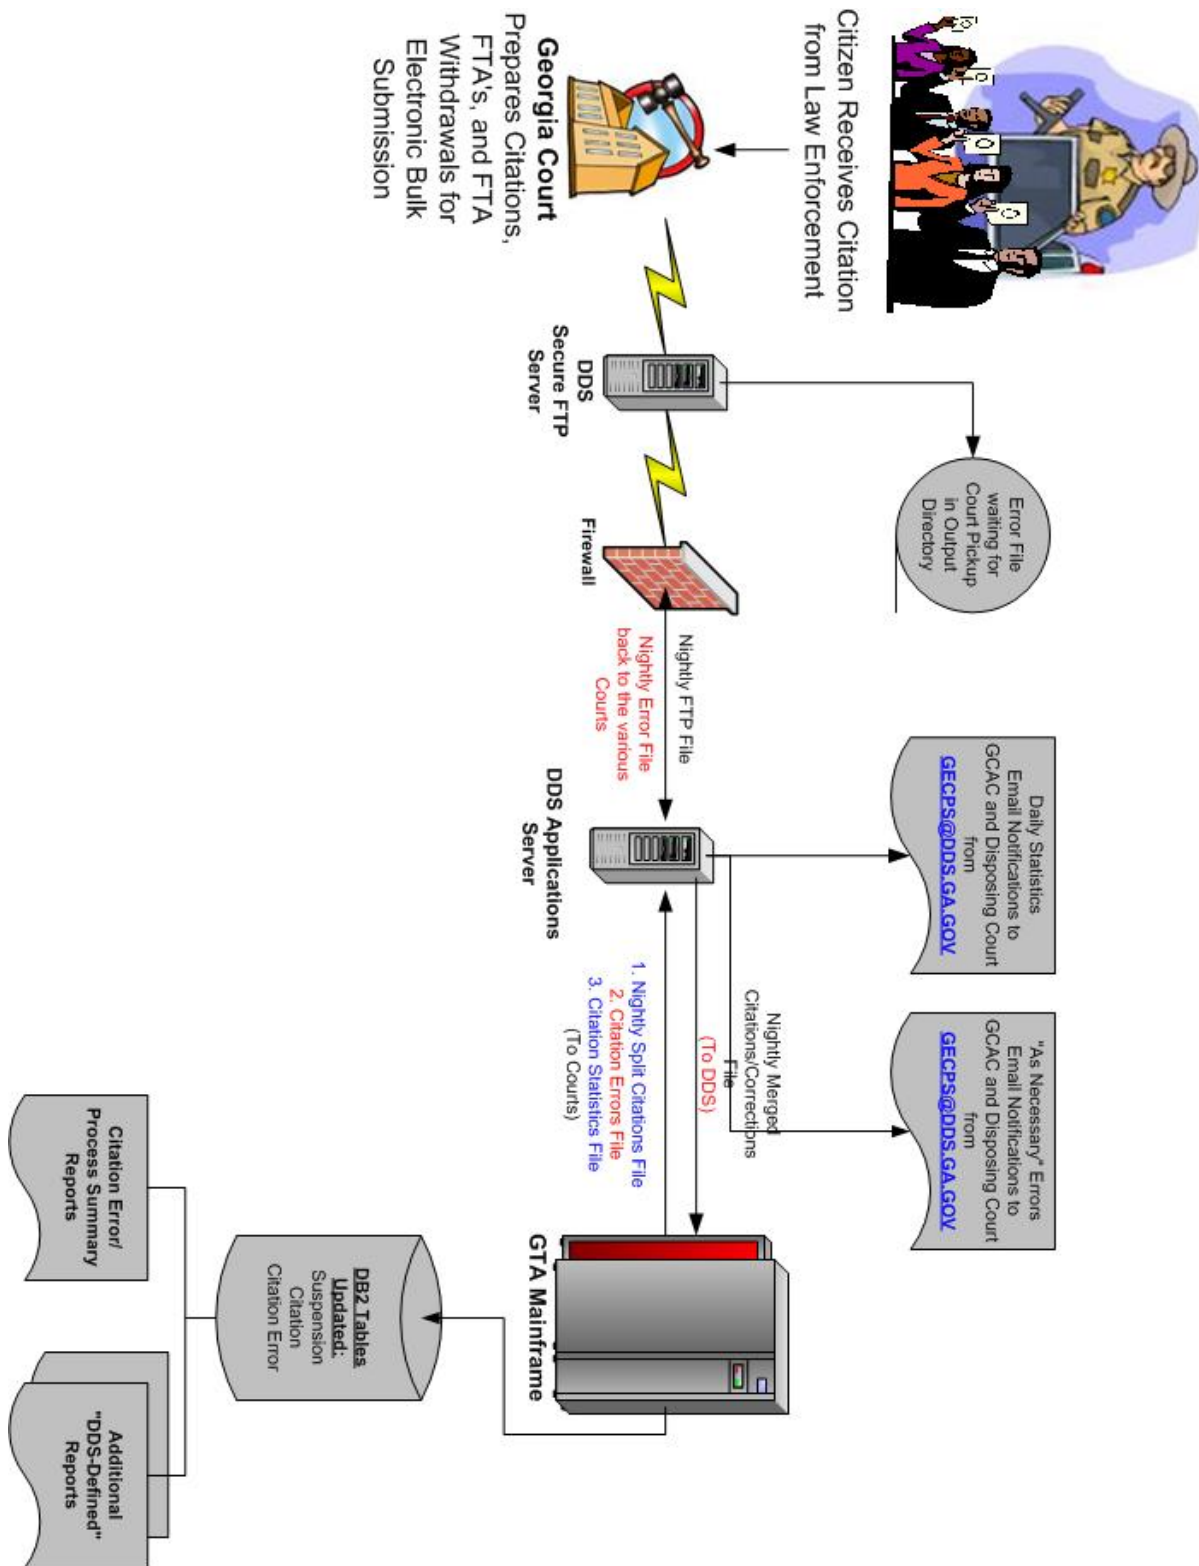 Citizen Receives Citation
from Law Enforcement
Georgia Court
Prepares Citations,
FTA's, and FTA
Withdrawals for
Electronic Bulk
Submission
DDS
Secure FTP
Server
Error File
waiting for
Court Pickup
in Output
Directory
Firewall
Nightly FTP File
Nightly Error File
back to the various
Courts
DDS Applications
Server
Daily Statistics
Email Notifications to
GCAC and Disposing Court
from
GECPS@DDS.GA.GOV
"As Necessary" Errors
Email Notifications to
GCAC and Disposing Court
from
GECPS@DDS.GA.GOV
Nightly Merged
Citations/Corrections
File
(To DDS)
1. Nightly Split Citations File
2. Citation Errors File
3. Citation Statistics File
(To Courts)
GTA Mainframe
DB2 Tables
Updated:
Suspension
Citation
Citation Error
Citation Error/
Process Summary
Reports
Additional
"DDS-Defined"
Reports